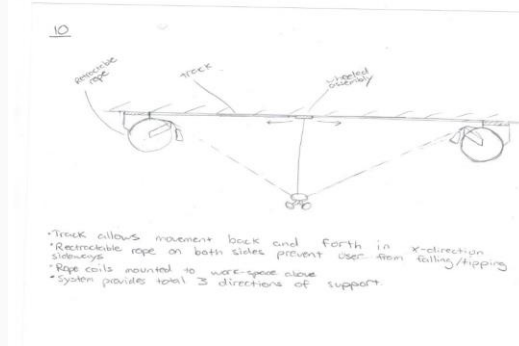 10
Retractable
rope
track
wheeled
assembly
•Track allows movement back and forth in x-direction
•Retractable rope on both sides prevent user from falling/tipping
sideways
•Rope coils mounted to work-space above
•System provides total 3 directions of support.